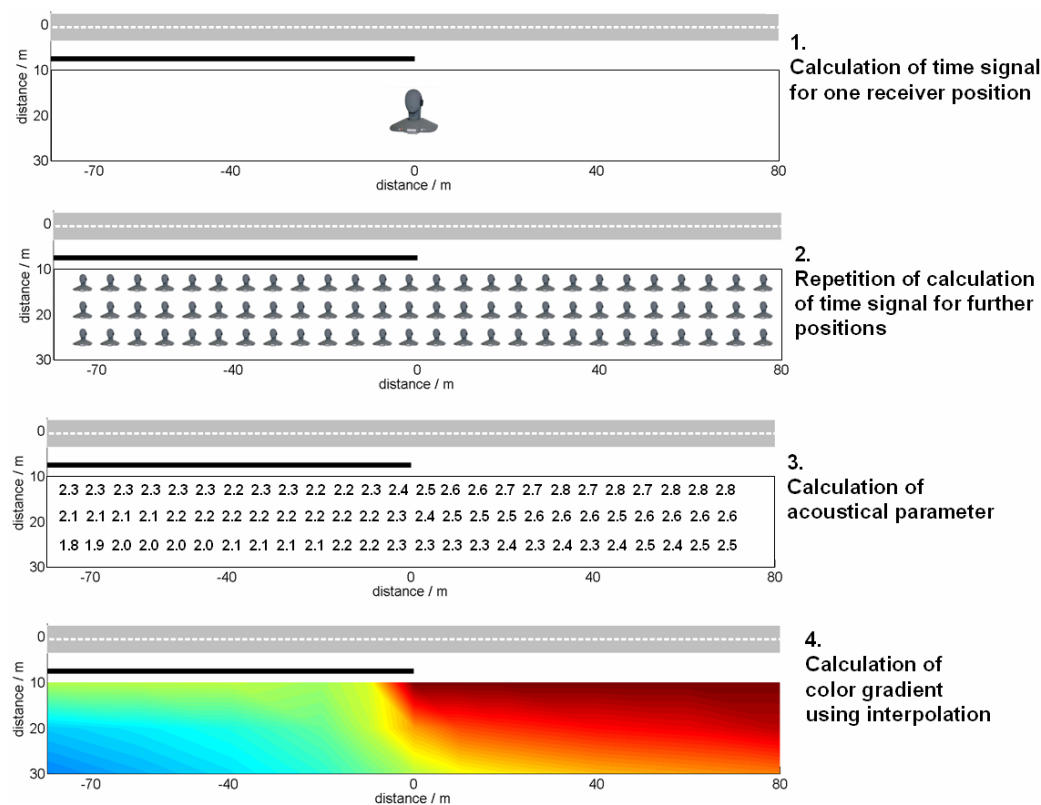 0
10
20
30
distance / m
-70 -40 0 40 80
distance / m
1.
Calculation of time signal
for one receiver position
0
10
20
30
distance / m
-70 -40 0 40 80
distance / m
2.
Repetition of calculation
of time signal for further
positions
0
10
20
30
distance / m
2.3 2.3 2.3 2.3 2.3 2.3 2.2 2.3 2.3 2.2 2.2 2.3 2.4 2.5 2.6 2.6 2.7 2.7 2.8 2.7 2.8 2.7 2.8 2.8 2.8
2.1 2.1 2.1 2.1 2.2 2.2 2.2 2.2 2.2 2.2 2.2 2.2 2.3 2.4 2.5 2.5 2.5 2.6 2.6 2.6 2.5 2.6 2.6 2.6 2.6
1.8 1.9 2.0 2.0 2.0 2.0 2.1 2.1 2.1 2.1 2.2 2.2 2.3 2.3 2.3 2.3 2.4 2.3 2.4 2.3 2.4 2.5 2.4 2.5 2.5
-70 -40 0 40 80
distance / m
3.
Calculation of
acoustical parameter
0
10
20
30
distance / m
-70 -40 0 40 80
distance / m
4.
Calculation of
color gradient
using interpolation